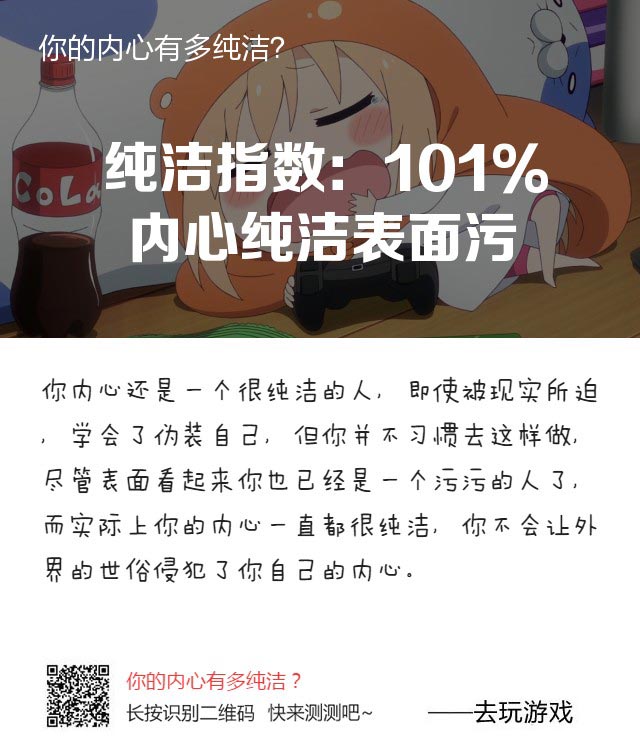 你的内心有多纯洁?
CoLa
纯洁指数：101%
内心纯洁表面污
你内心还是一个很纯洁的人，即使被现实所迫
，学会了伪装自己，但你并不习惯去这样做，
尽管表面看起来你也已经是一个污污的人了，
而实际上你的内心一直都很纯洁，你不会让外
界的世俗侵犯了你自己的内心。
你的内心有多纯洁？
长按识别二维码 快来测测吧~
——去玩游戏